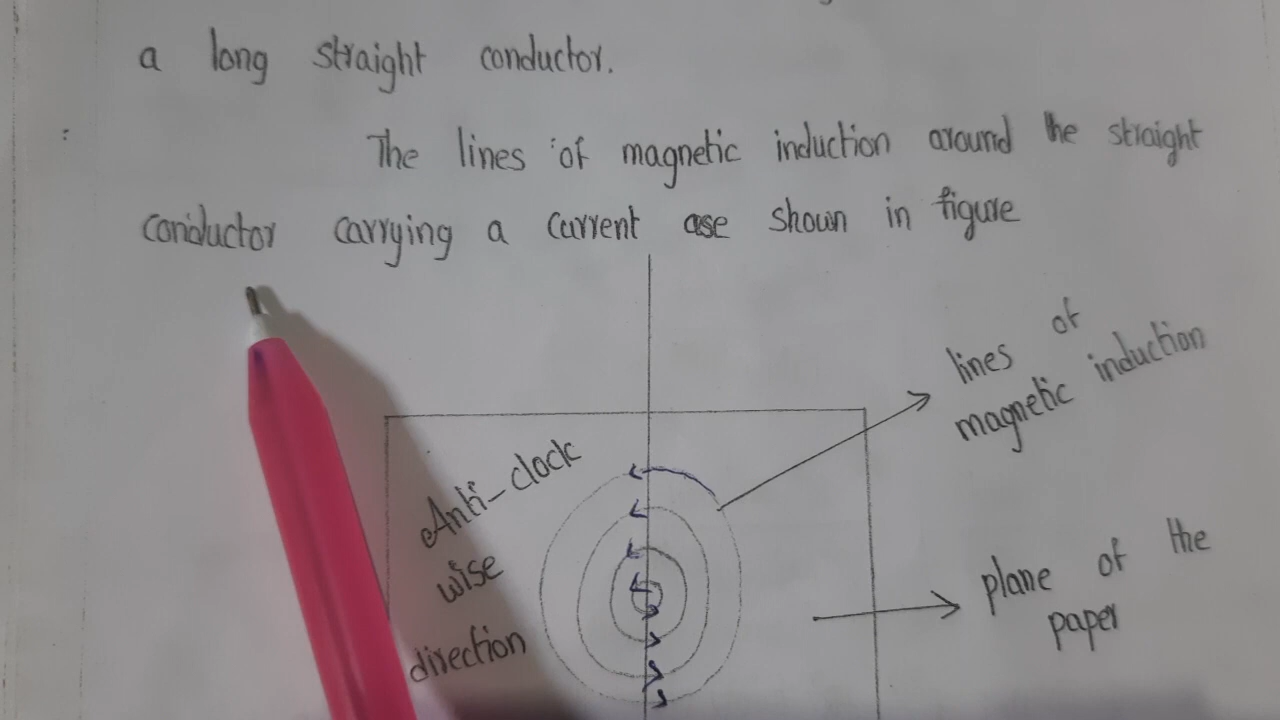 a long straight conductor.
The lines of magnetic induction around the straight
conductor carrying a current ase shown in figure
lines of
magnetic induction
Anti-clock
wise
direction
plane of the
paper